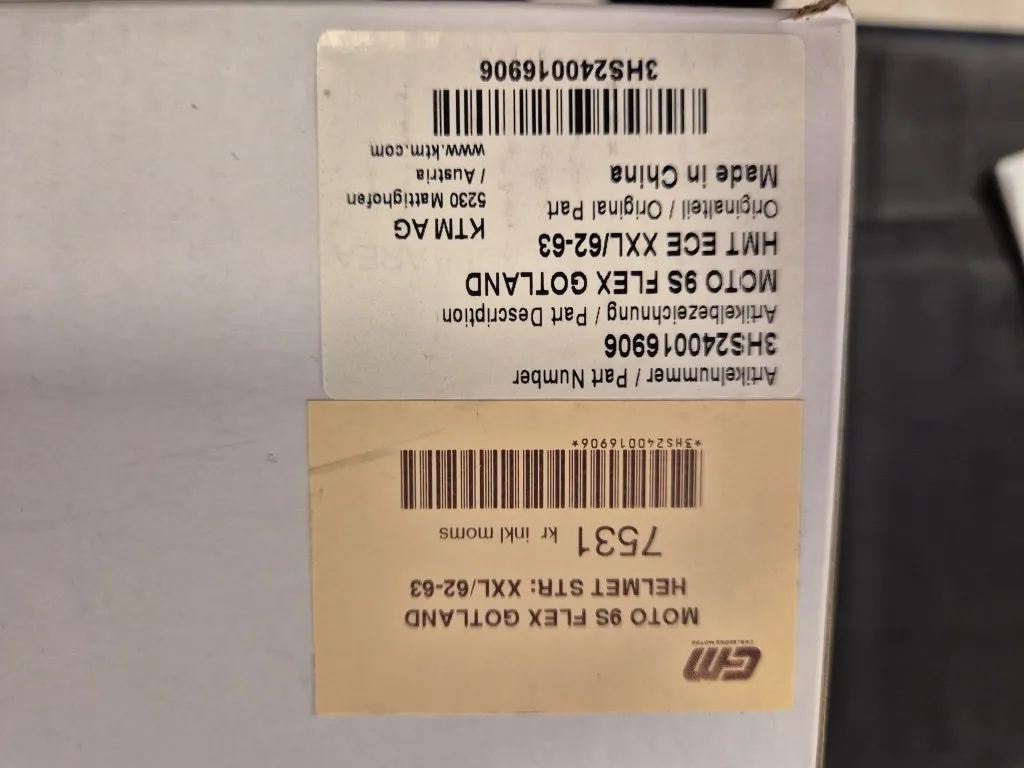 GM
MOTO 9S FLEX GOTLAND
HELMET STR: XXL/62-63
7531 kr inkl moms
*3HS240016906*
Artikelnummer / Part Number
3HS240016906
Artikelbezeichnung / Part Description
MOTO 9S FLEX GOTLAND
HMT ECE XXL/62-63
Originalteil / Original Part
Made in China
KTM AG
5230 Mattighofen
/ Austria
www.ktm.com
3HS240016906